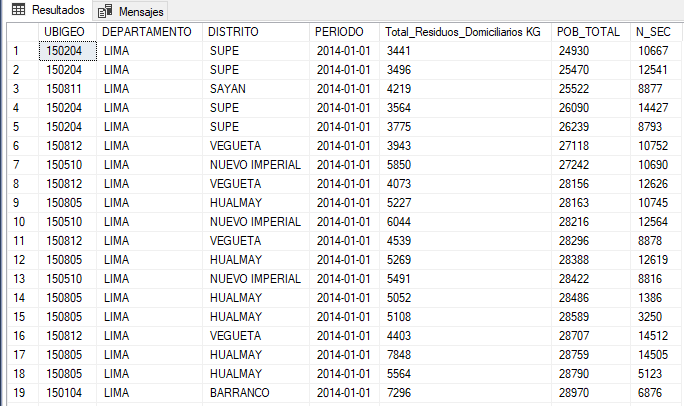 Resultados Mensajes
UBIGEO DEPARTAMENTO DISTRITO PERIODO Total_Residuos_Domiciliarios KG POB_TOTAL N_SEC
1 150204 LIMA SUPE 2014-01-01 3441 24930 10667
2 150204 LIMA SUPE 2014-01-01 3496 25470 12541
3 150811 LIMA SAYAN 2014-01-01 4219 25522 8877
4 150204 LIMA SUPE 2014-01-01 3564 26090 14427
5 150204 LIMA SUPE 2014-01-01 3775 26239 8793
6 150812 LIMA VEGUETA 2014-01-01 3943 27118 10752
7 150510 LIMA NUEVO IMPERIAL 2014-01-01 5850 27242 10690
8 150812 LIMA VEGUETA 2014-01-01 4073 28156 12626
9 150805 LIMA HUALMAY 2014-01-01 5227 28163 10745
10 150510 LIMA NUEVO IMPERIAL 2014-01-01 6044 28216 12564
11 150812 LIMA VEGUETA 2014-01-01 4539 28296 8878
12 150805 LIMA HUALMAY 2014-01-01 5269 28388 12619
13 150510 LIMA NUEVO IMPERIAL 2014-01-01 5491 28422 8816
14 150805 LIMA HUALMAY 2014-01-01 5052 28486 1386
15 150805 LIMA HUALMAY 2014-01-01 5108 28589 3250
16 150812 LIMA VEGUETA 2014-01-01 4403 28707 14512
17 150805 LIMA HUALMAY 2014-01-01 7848 28759 14505
18 150805 LIMA HUALMAY 2014-01-01 5564 28790 5123
19 150104 LIMA BARRANCO 2014-01-01 7296 28970 6876